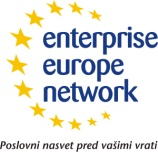 enterprise
europe
network
Poslovni nasvet pred vašimi vrati